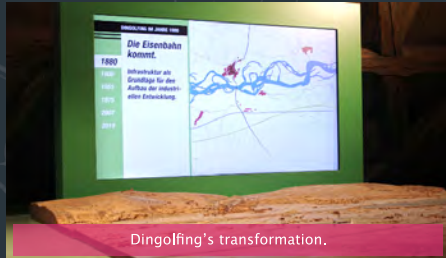 DINGOLFING IM JAHRE 1880
Die Eisenbahn
kommt.
1880
Infrastruktur als
Grundlage für den
Aufbau der industri-
ellen Entwicklung.
Dingolfing's transformation.